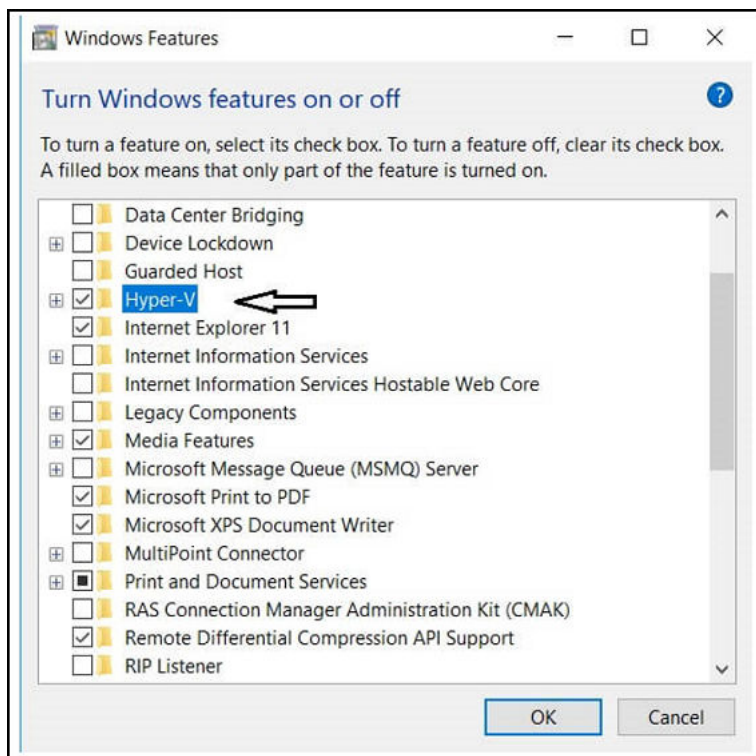 Windows Features
Turn Windows features on or off
?
To turn a feature on, select its check box. To turn a feature off, clear its check box.
A filled box means that only part of the feature is turned on.
Data Center Bridging
Device Lockdown
Guarded Host
Hyper-V
Internet Explorer 11
Internet Information Services
Internet Information Services Hostable Web Core
Legacy Components
Media Features
Microsoft Message Queue (MSMQ) Server
Microsoft Print to PDF
Microsoft XPS Document Writer
MultiPoint Connector
Print and Document Services
RAS Connection Manager Administration Kit (CMAK)
Remote Differential Compression API Support
RIP Listener
OK Cancel